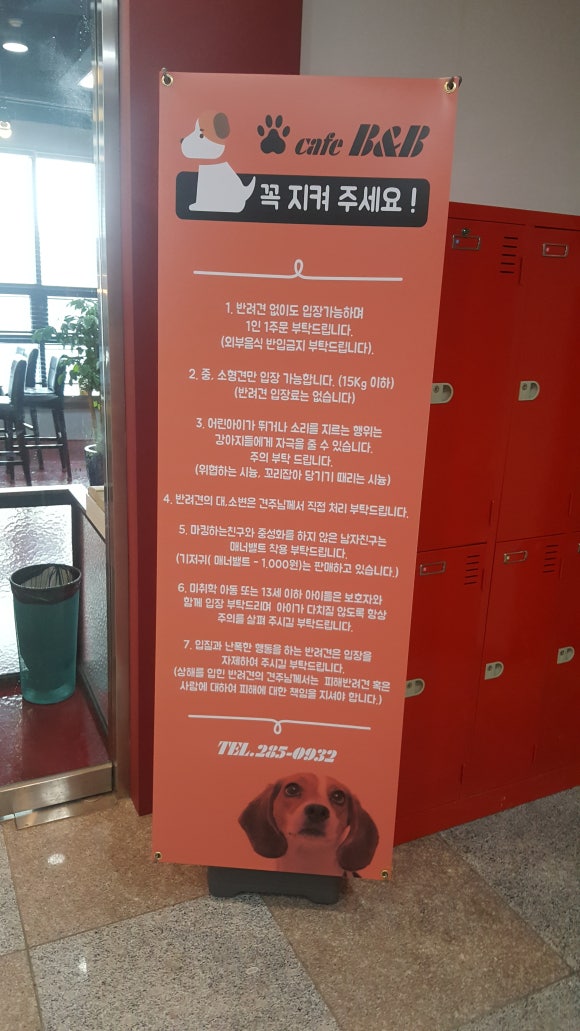 cafe B&B
꼭 지켜 주세요 !
1. 반려견 없이도 입장가능하며
1인 1주문 부탁드립니다.
(외부음식 반입금지 부탁드립니다).
2. 중, 소형견만 입장 가능합니다. (15Kg 이하)
(반려견 입장료는 없습니다)
3. 어린아이가 뛰거나 소리를 지르는 행위는
강아지들에게 자극을 줄 수 있습니다.
주의 부탁 드립니다.
(위협하는 시늉, 꼬리잡아 당기기 때리는 시늉)
4. 반려견의 대,소변은 견주님께서 직접 처리 부탁드립니다.
5. 마킹하는친구와 중성화를 하지 않은 남자친구는
매너밸트 착용 부탁드립니다.
(기저귀( 매너밸트 - 1,000원)는 판매하고 있습니다.)
6. 미취학 아동 또는 13세 이하 아이들은 보호자와
함께 입장 부탁드리며 아이가 다치질 않도록 항상
주의를 살펴 주시길 부탁드립니다.
7. 입질과 난폭한 행동을 하는 반려견은 입장을
자제하여 주시길 부탁드립니다.
(상해를 입힌 반려견의 견주님께서는 피해반려견 혹은
사람에 대하여 피해에 대한 책임을 지셔야 합니다.)
TEL.285-0932